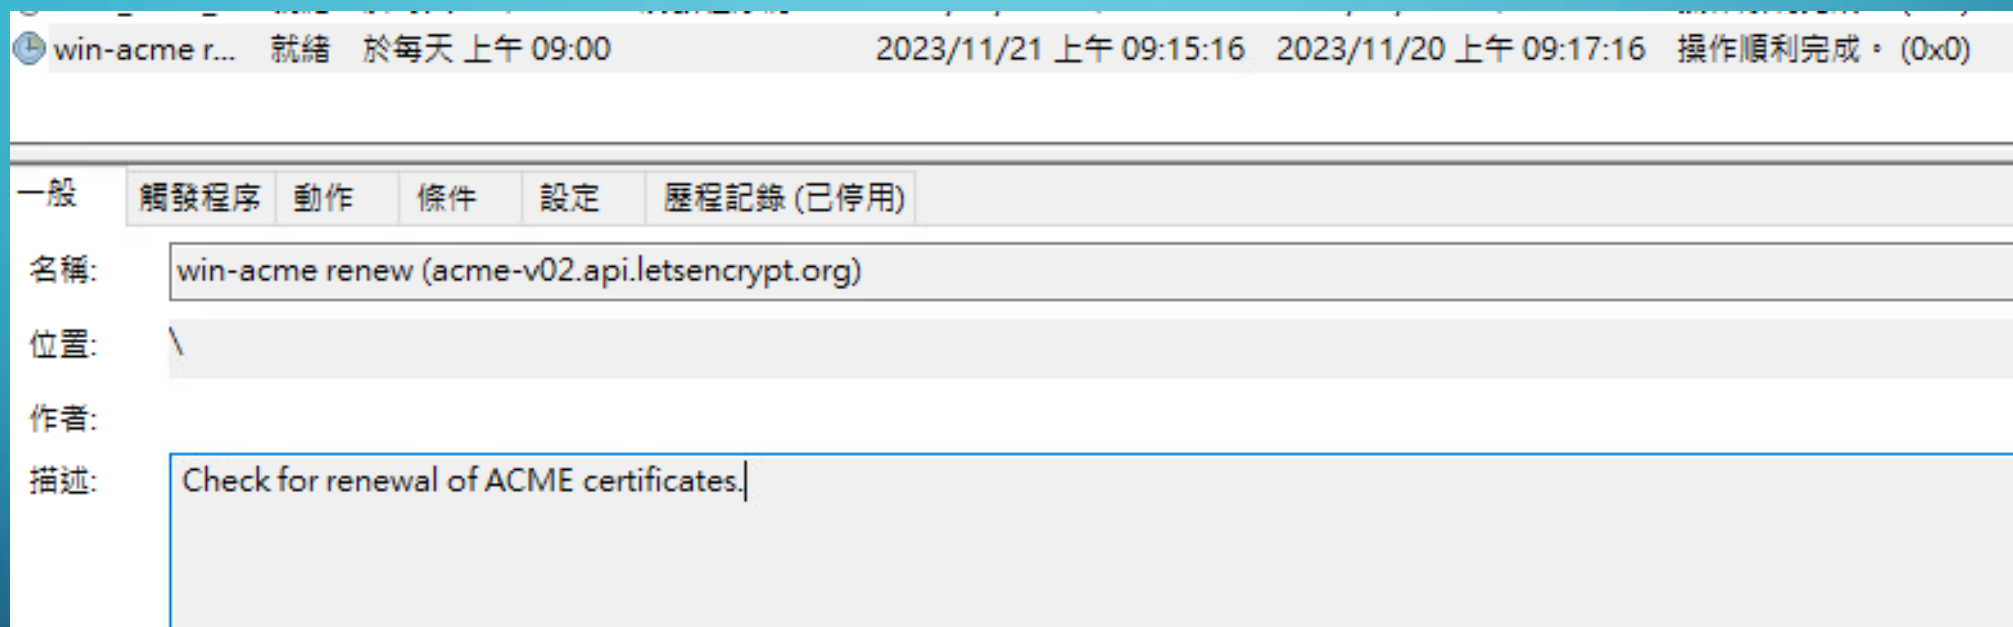 win-acme r... 就緒 於每天 上午 09:00 2023/11/21 上午 09:15:16 2023/11/20 上午 09:17:16 操作順利完成。 (0x0)
一般 觸發程序 動作 條件 設定 歷程記錄 (已停用)
名稱: win-acme renew (acme-v02.api.letsencrypt.org)
位置: \
作者:
描述: Check for renewal of ACME certificates.